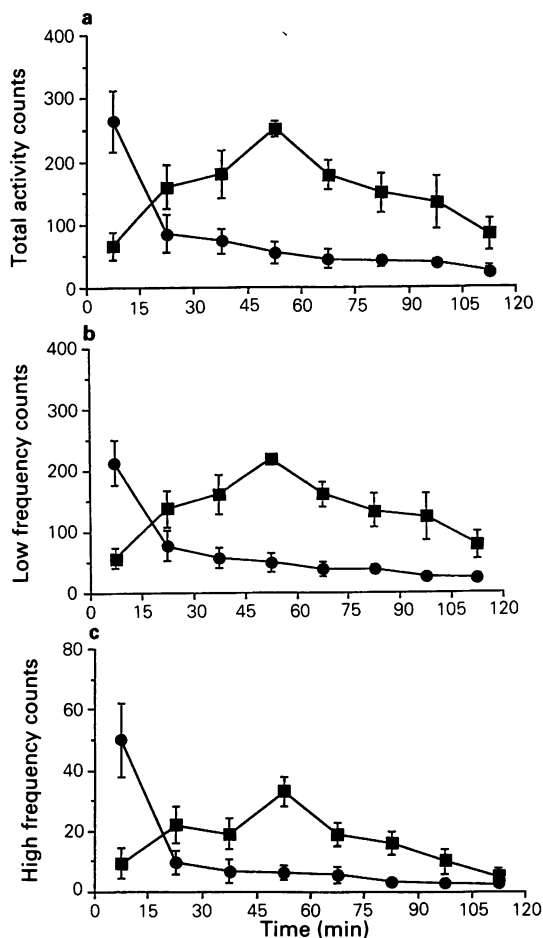 a
Total activity counts
400
300
200
100
0
0 15 30 45 60 75 90 105 120
b
Low frequency counts
400
300
200
100
0
0 15 30 45 60 75 90 105 120
c
High frequency counts
80
60
40
20
0
0 15 30 45 60 75 90 105 120
Time (min)